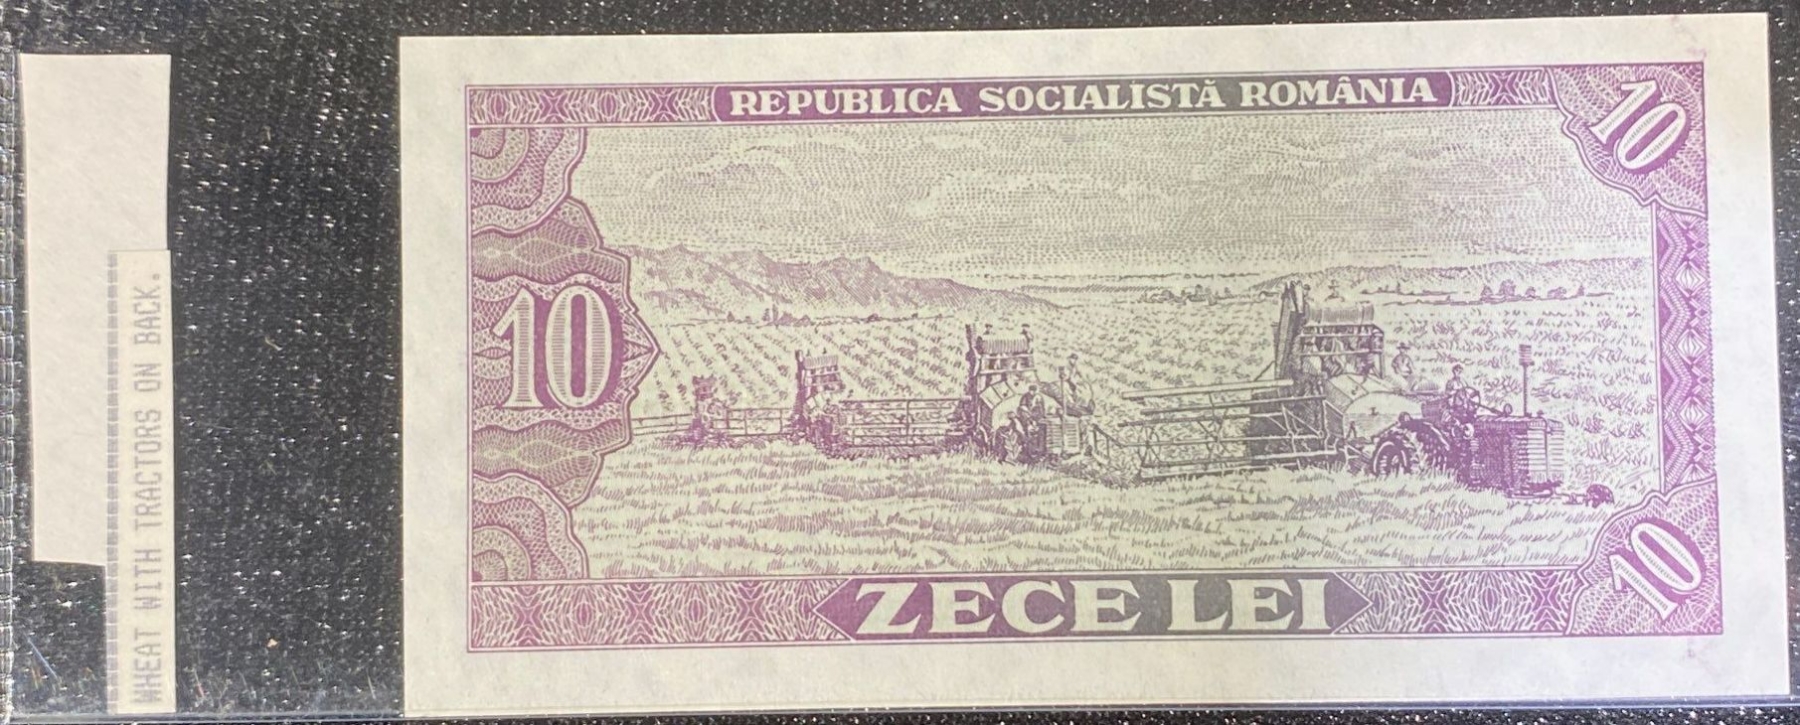 WHEAT WITH TRACTORS ON BACK.
REPUBLICA SOCIALISTĂ ROMÂNIA
10
10
10
ZECE LEI